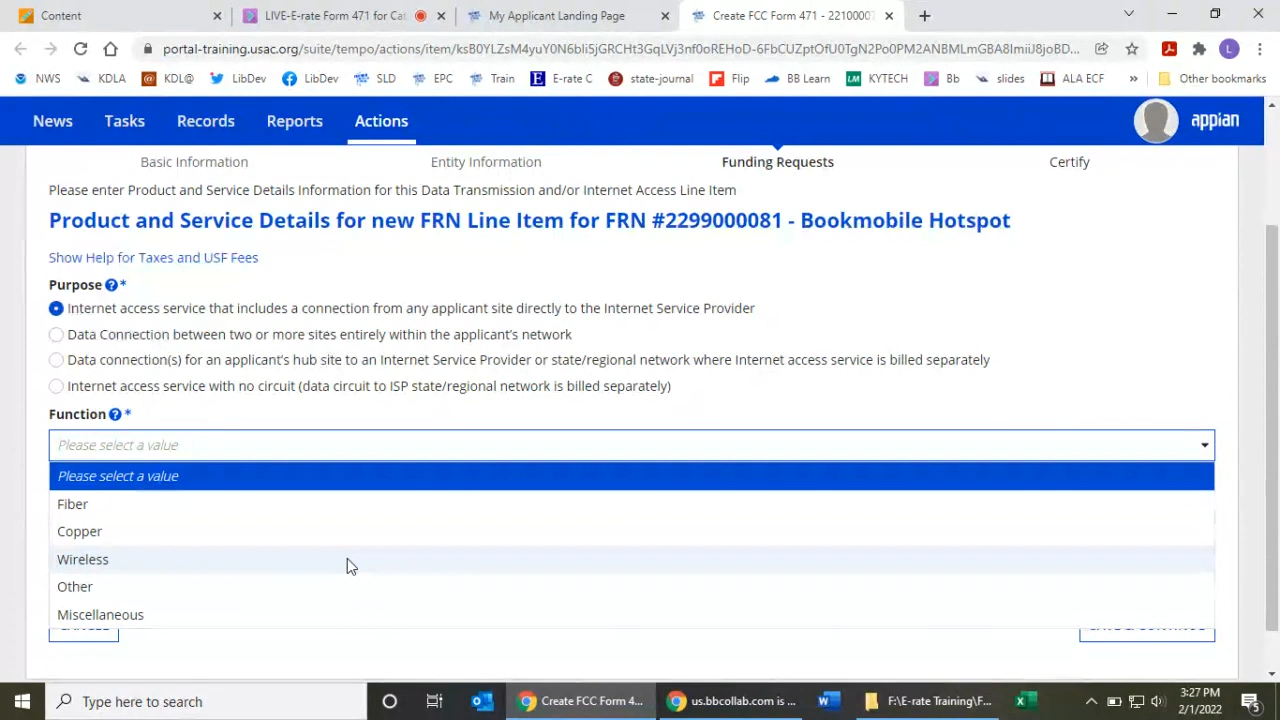 Content
LIVE-E-rate Form 471 for Cat
My Applicant Landing Page
Create FCC Form 471 - 2210000
portal-training.usac.org/suite/tempo/actions/item/
NWS
KDLA
KDL@
LibDev
LibDev
SLD
EPC
Train
E-rate C
state-journal
Flip
BB Learn
KYTECH
Bb
slides
ALA ECF
»
Other bookmarks
News
Tasks
Records
Reports
Actions
appian
Basic Information
Entity Information
Funding Requests
Certify
Please enter Product and Service Details Information for this Data Transmission and/or Internet Access Line Item
Product and Service Details for new FRN Line Item for FRN #2299000081 - Bookmobile Hotspot
Show Help for Taxes and USF Fees
Purpose ? *
Internet access service that includes a connection from any applicant site directly to the Internet Service Provider
Data Connection between two or more sites entirely within the applicant's network
Data connection(s) for an applicant's hub site to an Internet Service Provider or state/regional network where Internet access service is billed separately
Internet access service with no circuit (data circuit to ISP state/regional network is billed separately)
Function ? *
Please select a value
Please select a value
Fiber
Copper
Wireless
Other
Miscellaneous
Type here to search
Create FCC Form 4...
us.bbcollab.com is ...
F:\E-rate Training\F...
3:27 PM
2/1/2022
5